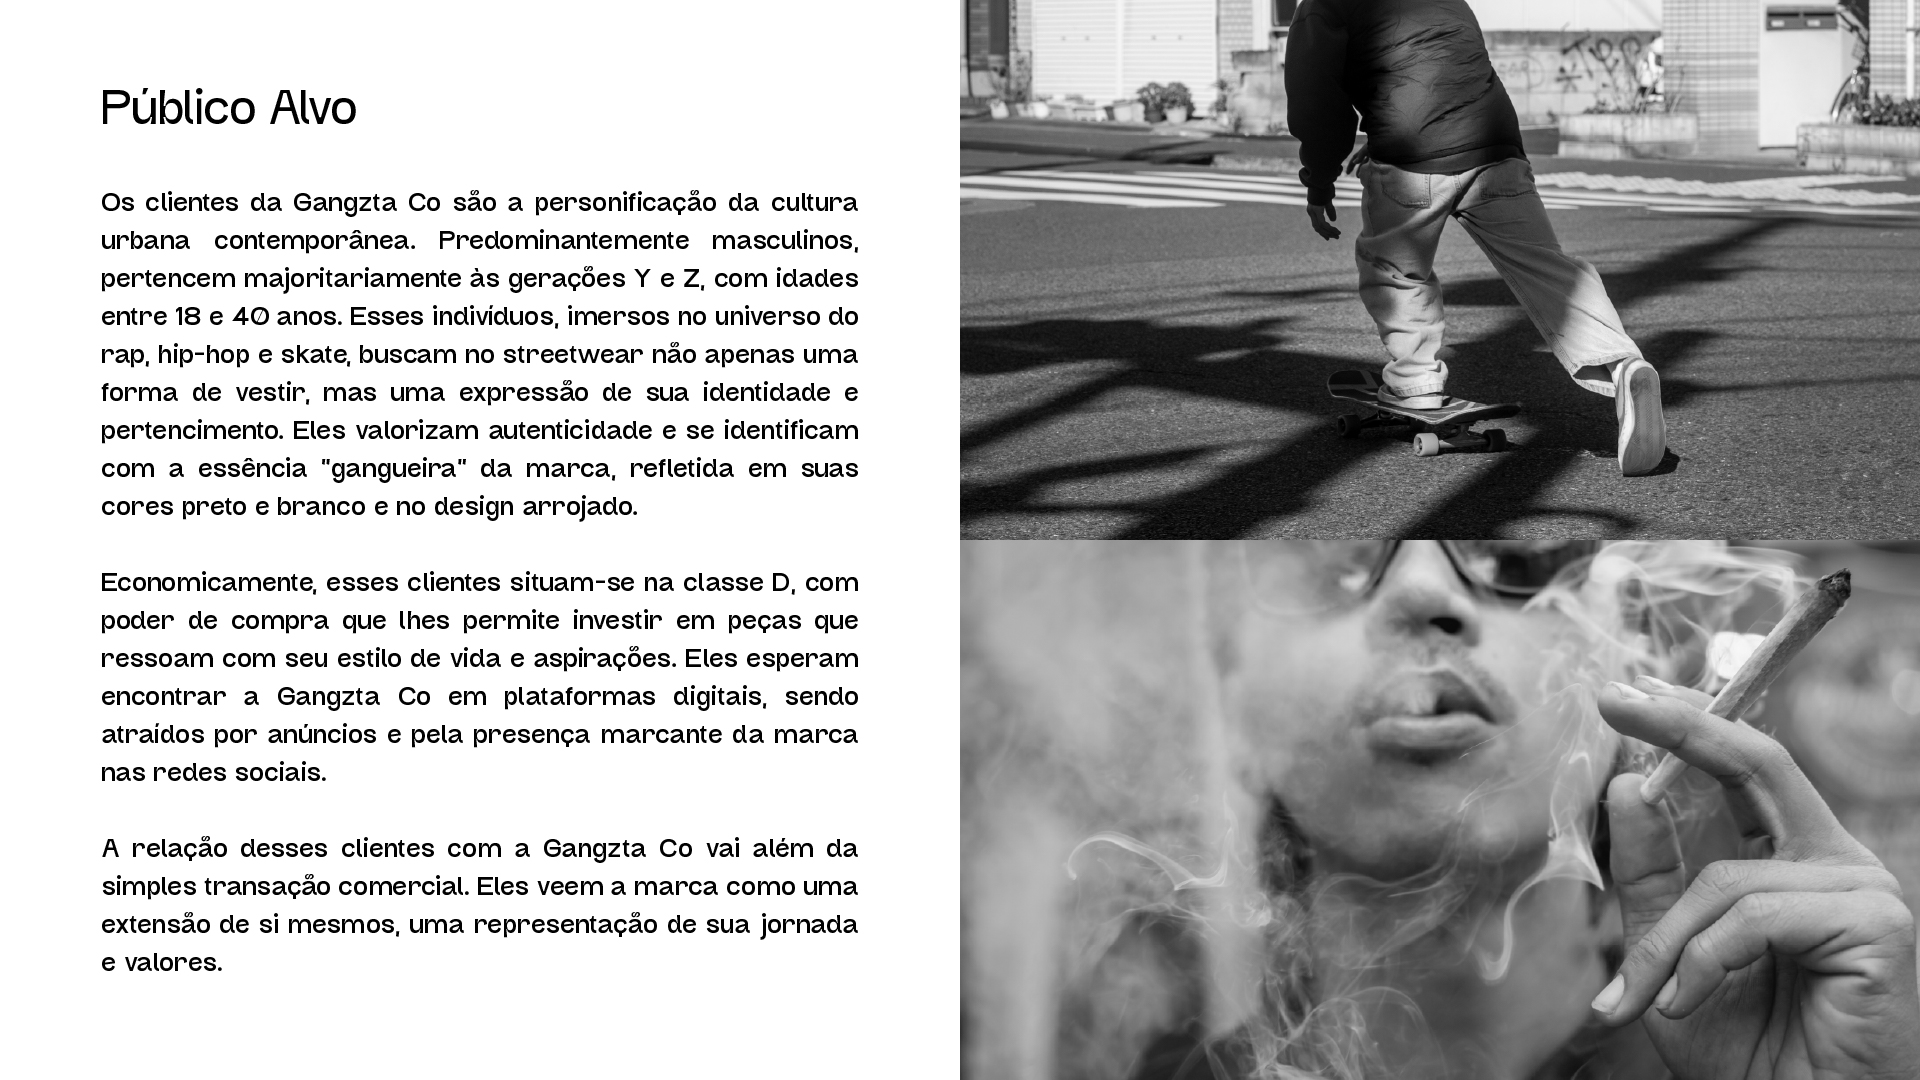 Público Alvo
Os clientes da Gangzta Co são a personificação da cultura
urbana contemporânea. Predominantemente masculinos,
pertencem majoritariamente às gerações Y e Z, com idades
entre 18 e 40 anos. Esses indivíduos, imersos no universo do
rap, hip-hop e skate, buscam no streetwear não apenas uma
forma de vestir, mas uma expressão de sua identidade e
pertencimento. Eles valorizam autenticidade e se identificam
com a essência "gangueira" da marca, refletida em suas
cores preto e branco e no design arrojado.
Economicamente, esses clientes situam-se na classe D, com
poder de compra que lhes permite investir em peças que
ressoam com seu estilo de vida e aspirações. Eles esperam
encontrar a Gangzta Co em plataformas digitais, sendo
atraídos por anúncios e pela presença marcante da marca
nas redes sociais.
A relação desses clientes com a Gangzta Co vai além da
simples transação comercial. Eles veem a marca como uma
extensão de si mesmos, uma representação de sua jornada
e valores.